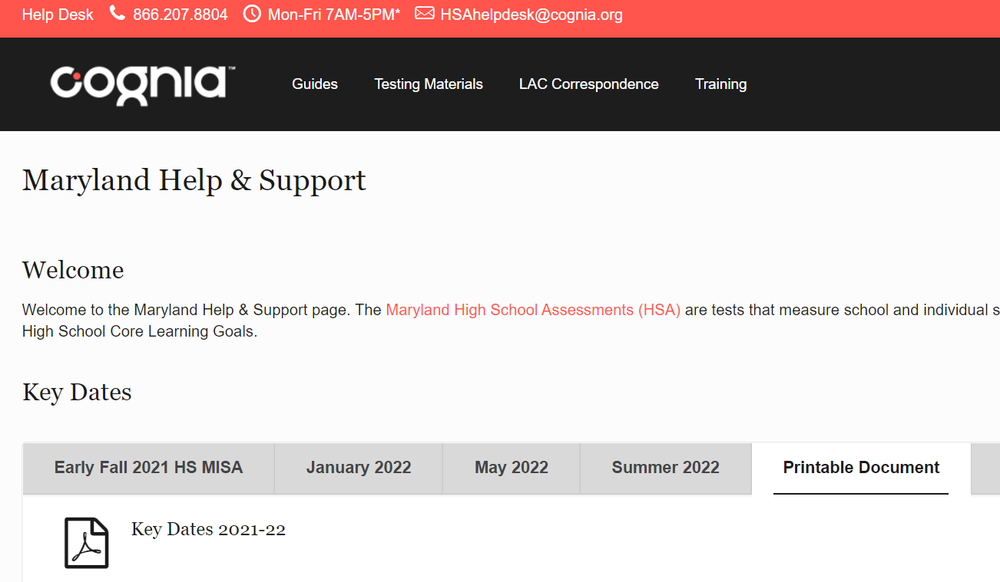 Help Desk 866.207.8804 Mon-Fri 7AM-5PM* HSAhelpdesk@cognia.org
cognia™ Guides Testing Materials LAC Correspondence Training
Maryland Help & Support
Welcome
Welcome to the Maryland Help & Support page. The Maryland High School Assessments (HSA) are tests that measure school and individual s
High School Core Learning Goals.
Key Dates
Early Fall 2021 HS MISA January 2022 May 2022 Summer 2022 Printable Document
Key Dates 2021-22